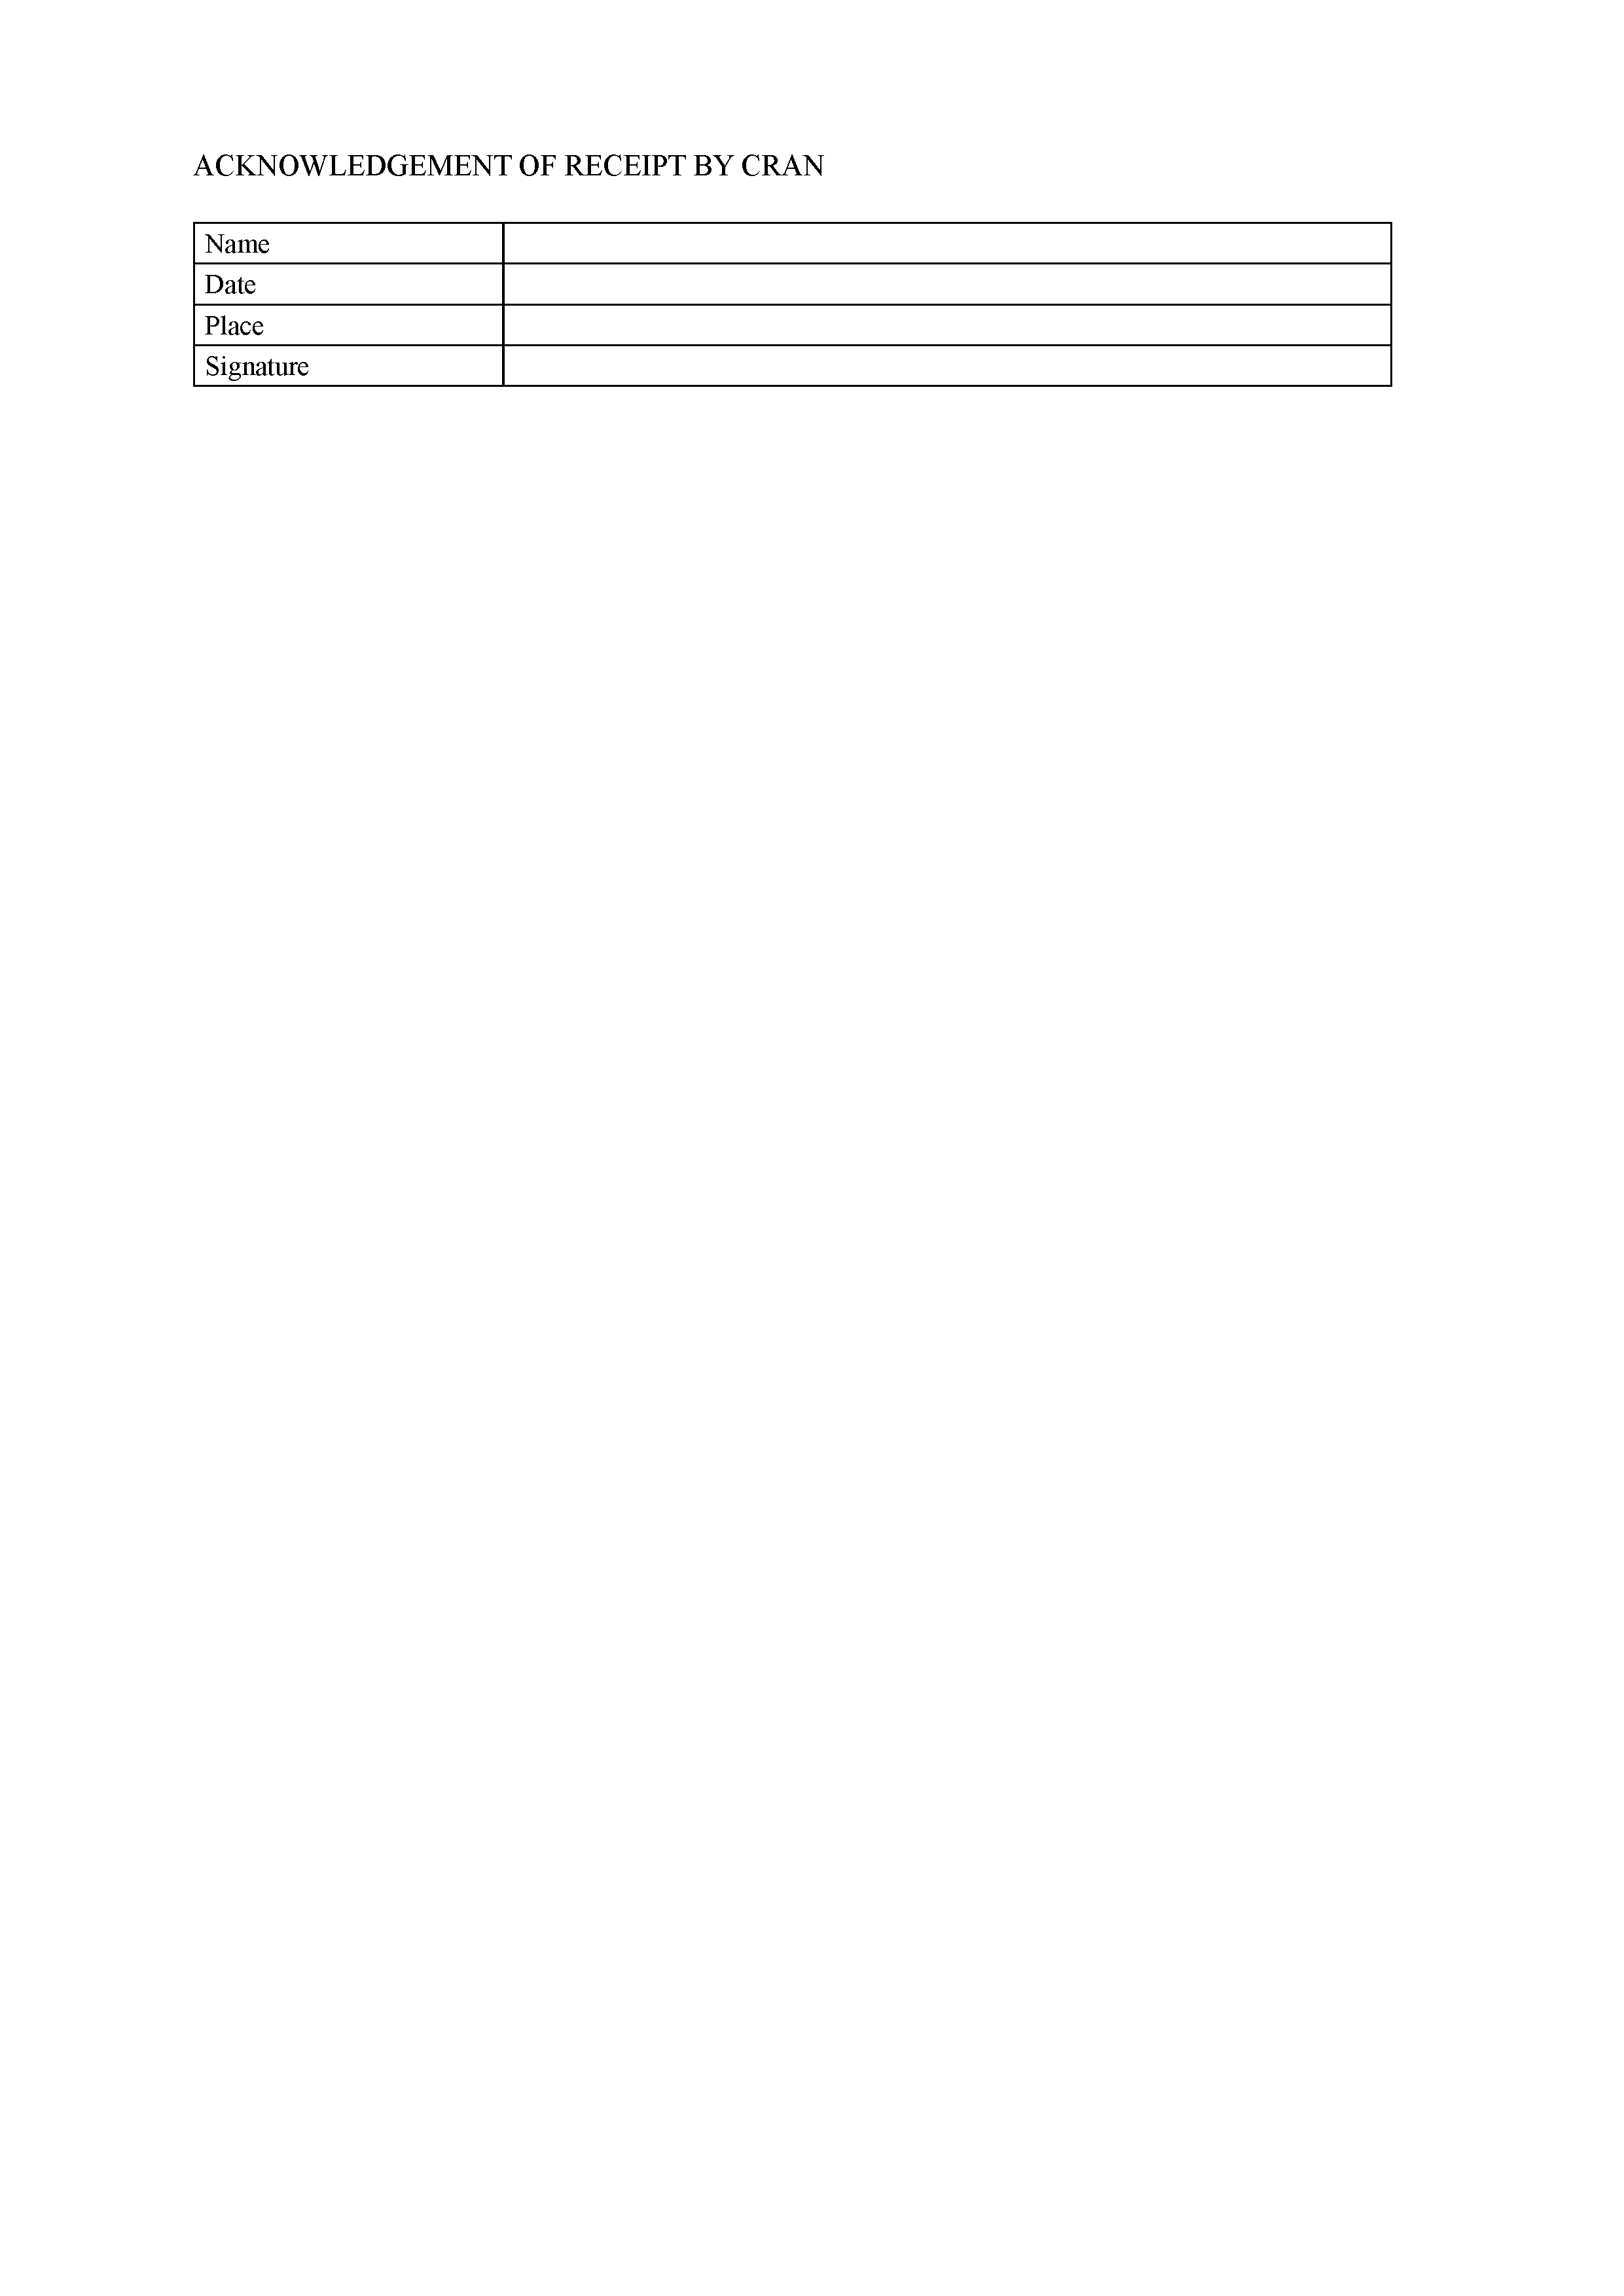 ACKNOWLEDGEMENT OF RECEIPT BY CRAN
Name
Date
Place
Signature